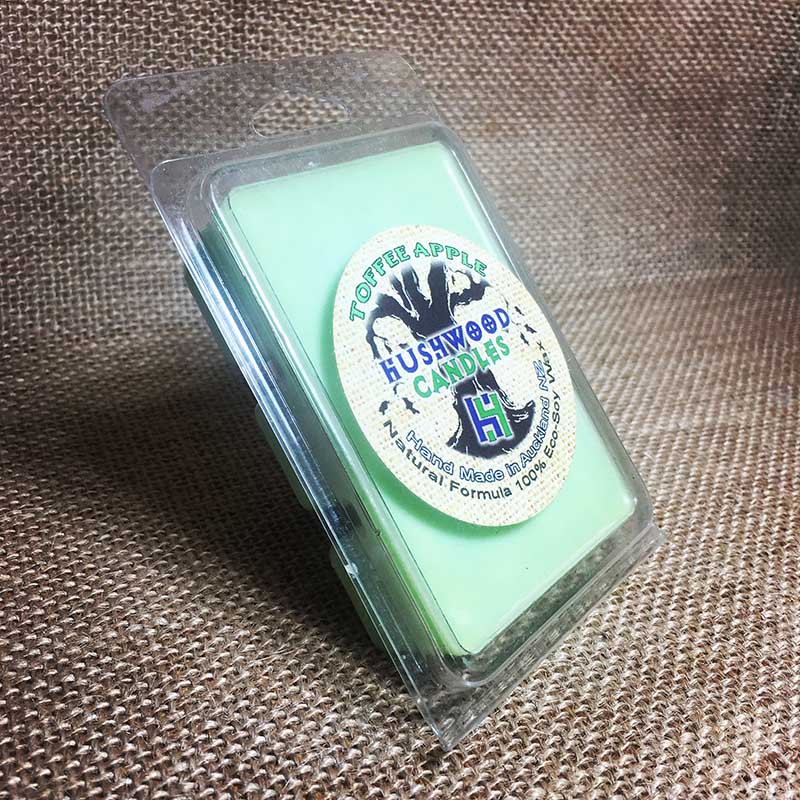 TOFFEE APPLE
HUSHWOOD
CANDLES
H
Hand Made in Auckland NZ
Natural Formula 100% Eco-Soy Wax